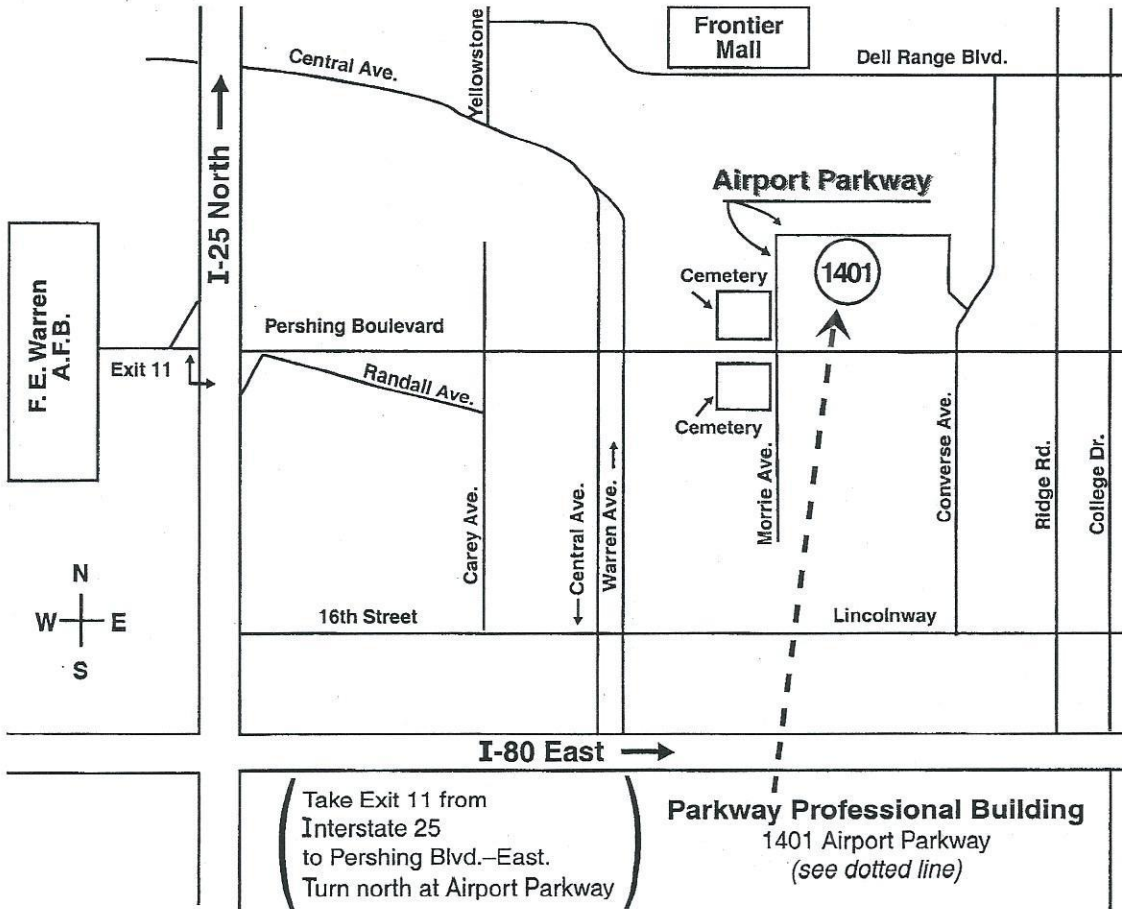 Frontier
Mall
Central Ave.
Yellowstone
Dell Range Blvd.
I-25 North →
Airport Parkway
F. E. Warren
A.F.B.
Cemetery
1401
Pershing Boulevard
Exit 11
Randall Ave.
Cemetery
Carey Ave.
←Central Ave.
Warren Ave. →
Morrie Ave.
Converse Ave.
Ridge Rd.
College Dr.
N
W E
S
16th Street
Lincolnway
I-80 East →
Take Exit 11 from
Interstate 25
to Pershing Blvd.–East.
Turn north at Airport Parkway
Parkway Professional Building
1401 Airport Parkway
(see dotted line)